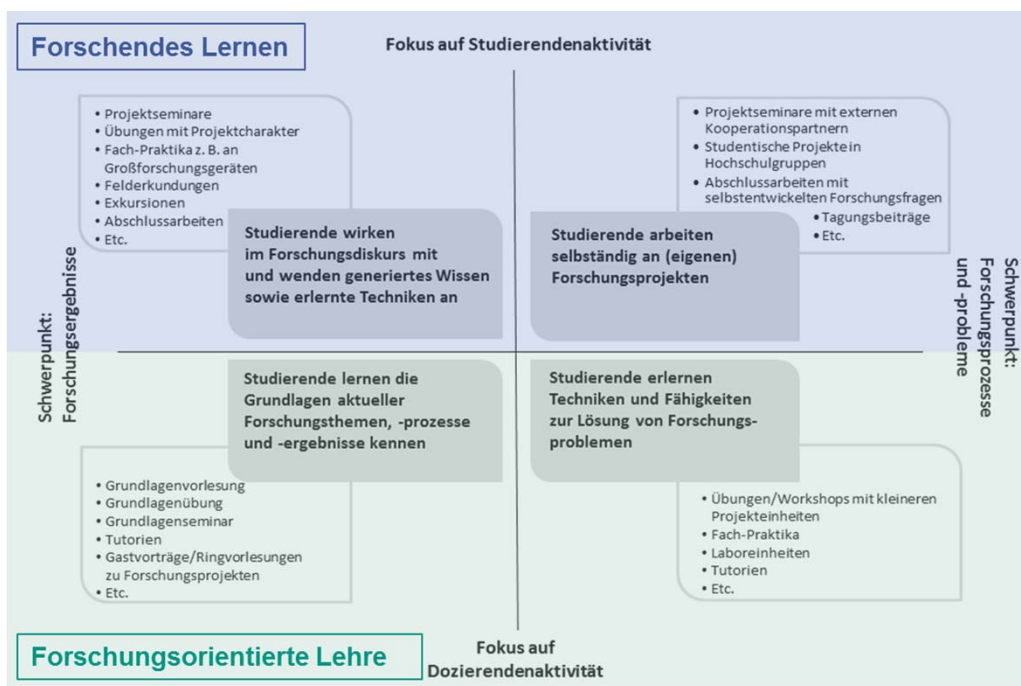 Forschendes Lernen
Fokus auf Studierendenaktivität
• Projektseminare
• Übungen mit Projektcharakter
• Fach-Praktika z. B. an
Großforschungsgeräten
• Felderkundungen
• Exkursionen
• Abschlussarbeiten
• Etc.
• Projektseminare mit externen
Kooperationspartnern
• Studentische Projekte in
Hochschulgruppen
• Abschlussarbeiten mit
selbstentwickelten Forschungsfragen
• Tagungsbeiträge
• Etc.
Studierende wirken
im Forschungsdiskurs mit
und wenden generiertes Wissen
sowie erlernte Techniken an
Studierende arbeiten
selbständig an (eigenen)
Forschungsprojekten
Schwerpunkt:
Forschungsergebnisse
Schwerpunkt:
Forschungsprozesse
und -probleme
Studierende lernen die
Grundlagen aktueller
Forschungsthemen, -prozesse
und -ergebnisse kennen
Studierende erlernen
Techniken und Fähigkeiten
zur Lösung von Forschungs-
problemen
• Grundlagenvorlesung
• Grundlagenübung
• Grundlagenseminar
• Tutorien
• Gastvorträge/Ringvorlesungen
zu Forschungsprojekten
• Etc.
• Übungen/Workshops mit kleineren
Projekteinheiten
• Fach-Praktika
• Laboreinheiten
• Tutorien
• Etc.
Forschungsorientierte Lehre
Fokus auf
Dozierendenaktivität